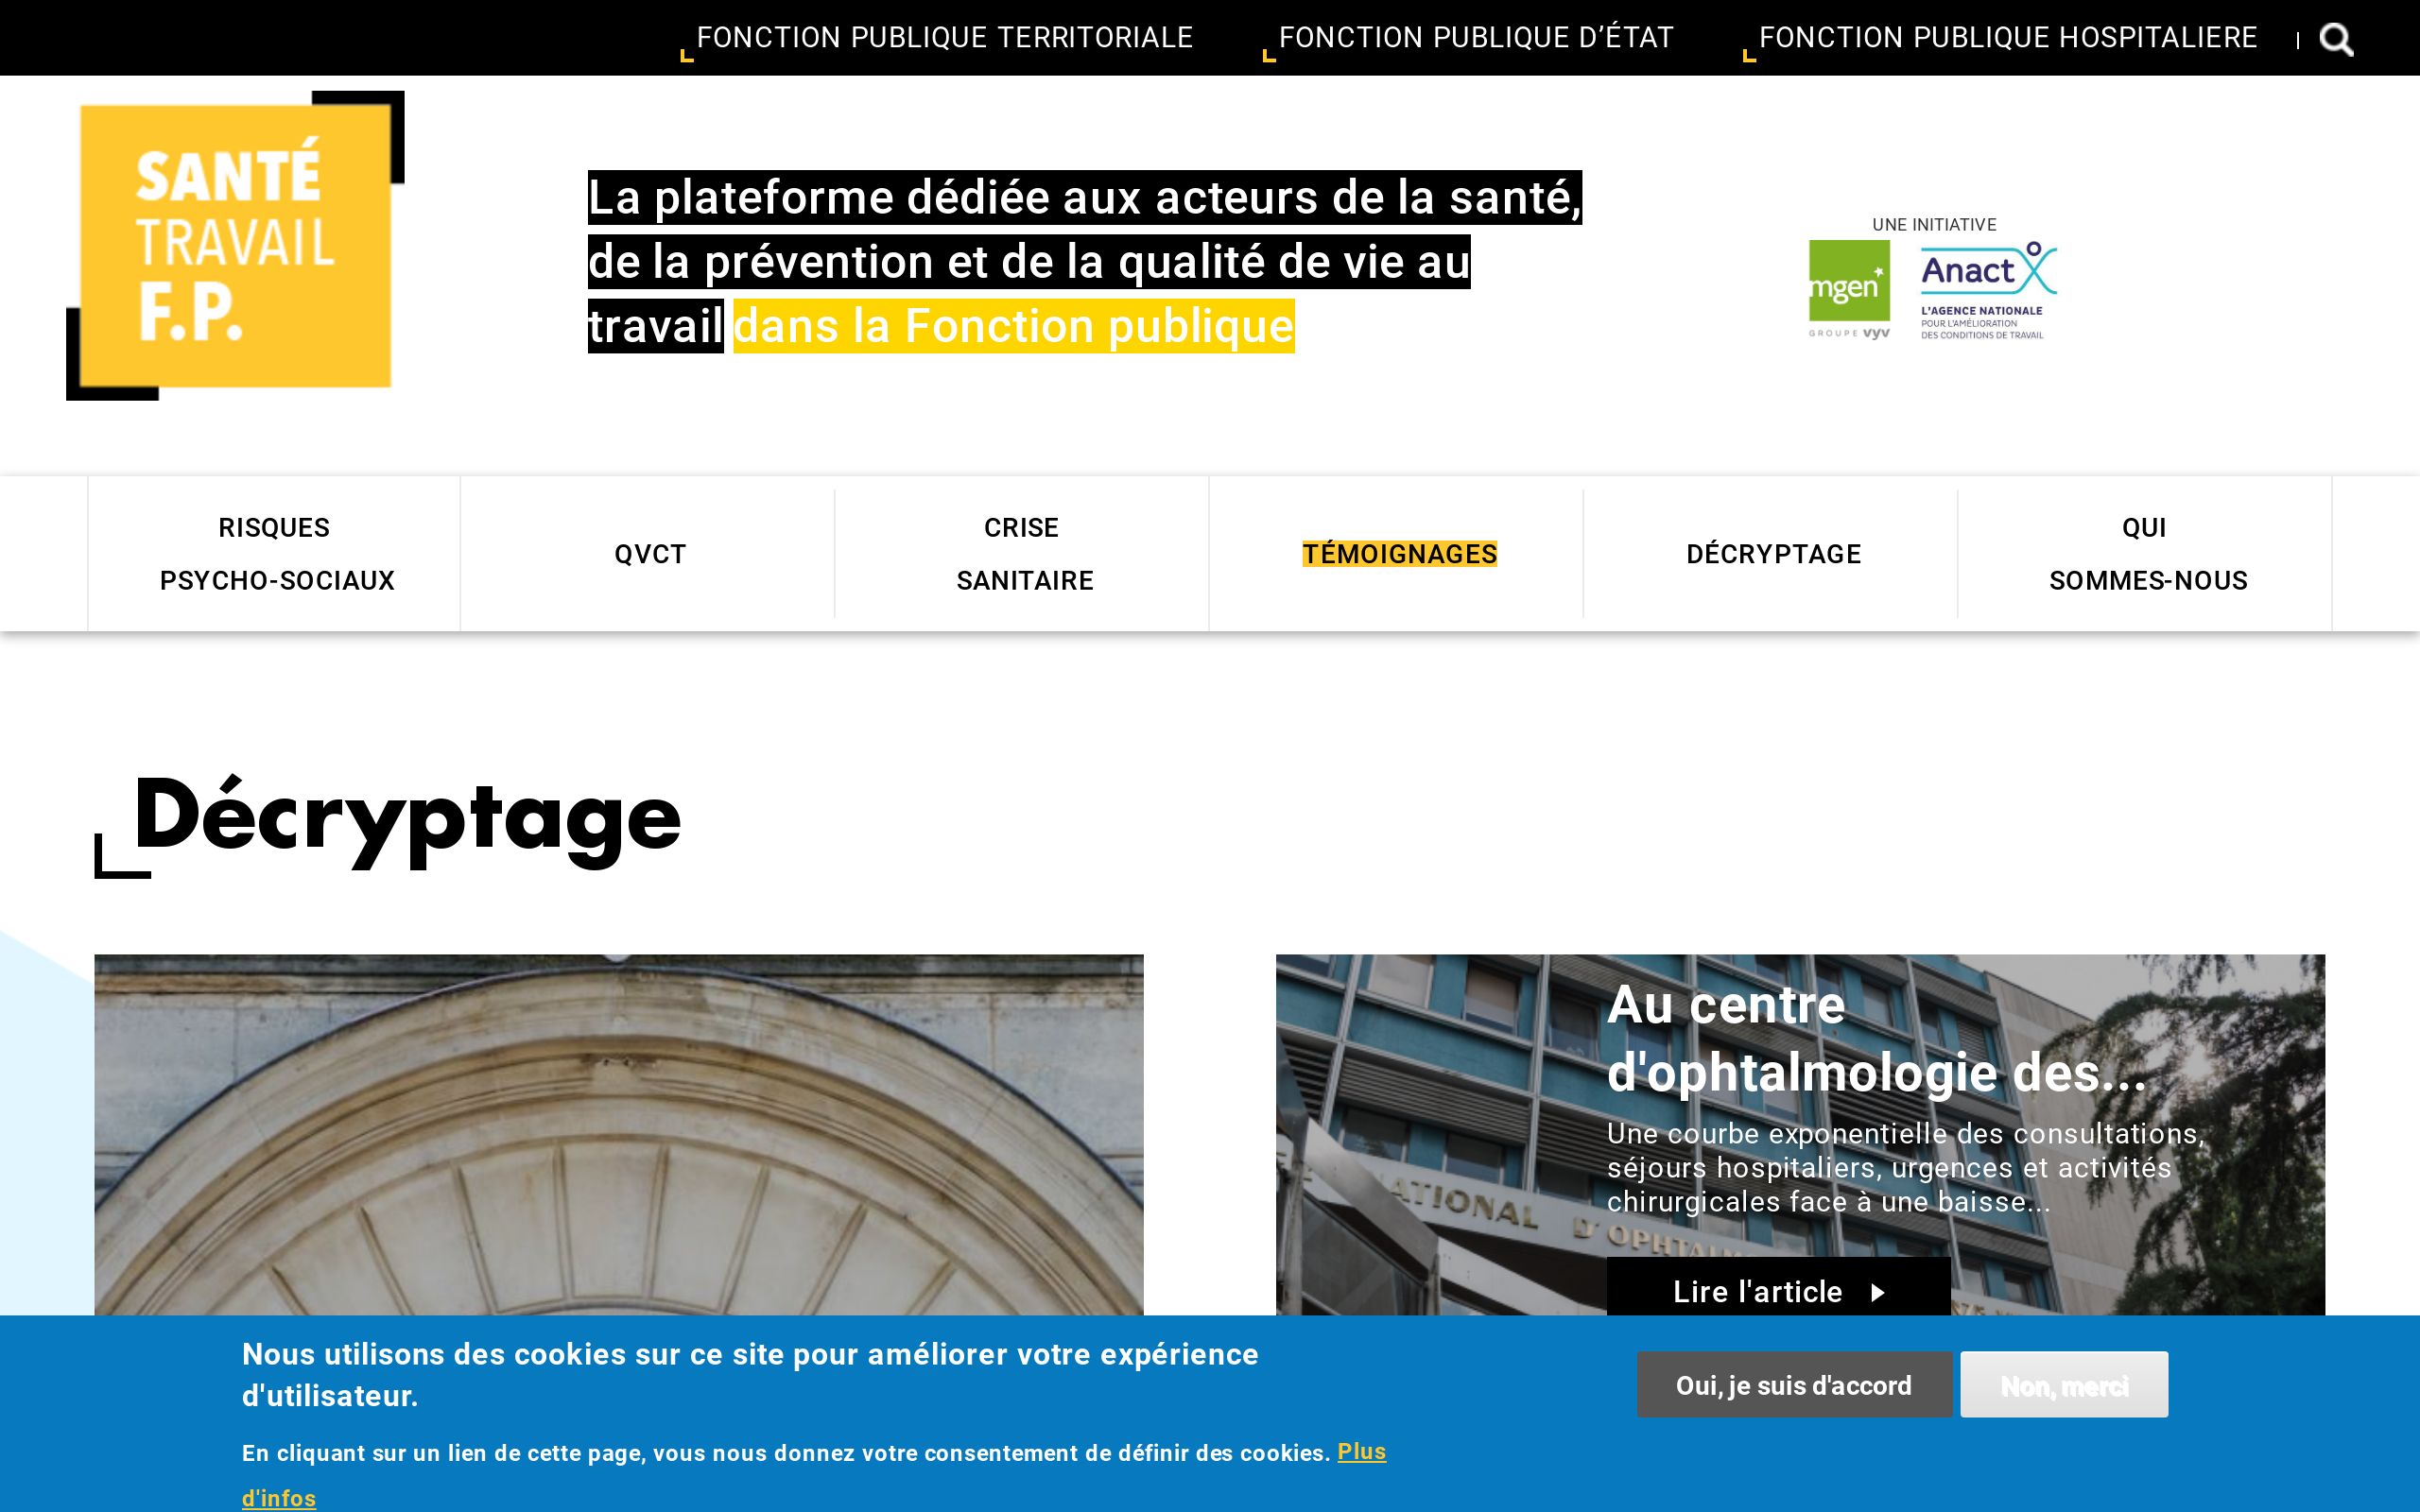 FONCTION PUBLIQUE TERRITORIALE
FONCTION PUBLIQUE D’ÉTAT
FONCTION PUBLIQUE HOSPITALIERE
SANTÉ
TRAVAIL
F.P.
La plateforme dédiée aux acteurs de la santé,
de la prévention et de la qualité de vie au
travail dans la Fonction publique
UNE INITIATIVE
mgen
GROUPE vyv
Anact
L'AGENCE NATIONALE
POUR L'AMÉLIORATION
DES CONDITIONS DE TRAVAIL
RISQUES
PSYCHO-SOCIAUX
QVCT
CRISE
SANITAIRE
TÉMOIGNAGES
DÉCRYPTAGE
QUI
SOMMES-NOUS
Décryptage
Au centre
d'ophtalmologie des...
Une courbe exponentielle des consultations,
séjours hospitaliers, urgences et activités
chirurgicales face à une baisse...
NATIONAL D'OPHTALM
Lire l'article
Nous utilisons des cookies sur ce site pour améliorer votre expérience
d'utilisateur.
En cliquant sur un lien de cette page, vous nous donnez votre consentement de définir des cookies. Plus
d'infos
Oui, je suis d'accord
Non, merci